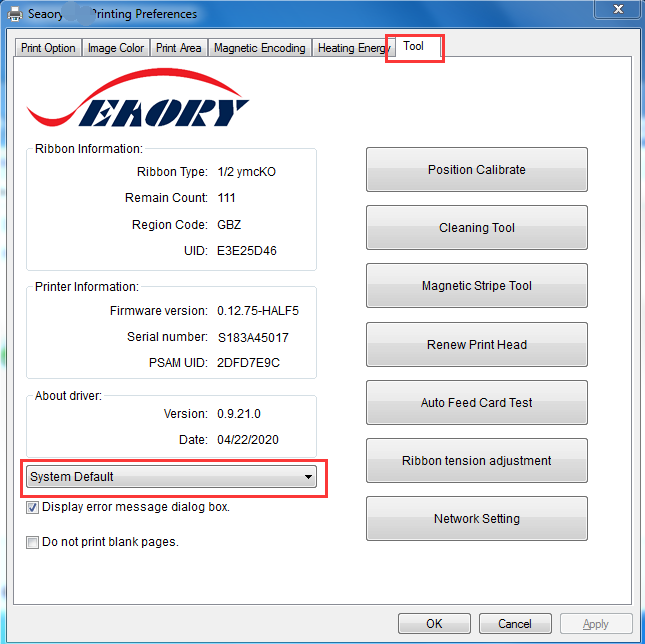 Seaory Printing Preferences
Print Option Image Color Print Area Magnetic Encoding Heating Energy Tool
SEAORY
Ribbon Information:
Ribbon Type: 1/2 ymcKO
Remain Count: 111
Region Code: GBZ
UID: E3E25D46
Printer Information:
Firmware version: 0.12.75-HALF5
Serial number: S183A45017
PSAM UID: 2DFD7E9C
About driver:
Version: 0.9.21.0
Date: 04/22/2020
System Default
Display error message dialog box.
Do not print blank pages.
Position Calibrate
Cleaning Tool
Magnetic Stripe Tool
Renew Print Head
Auto Feed Card Test
Ribbon tension adjustment
Network Setting
OK Cancel Apply